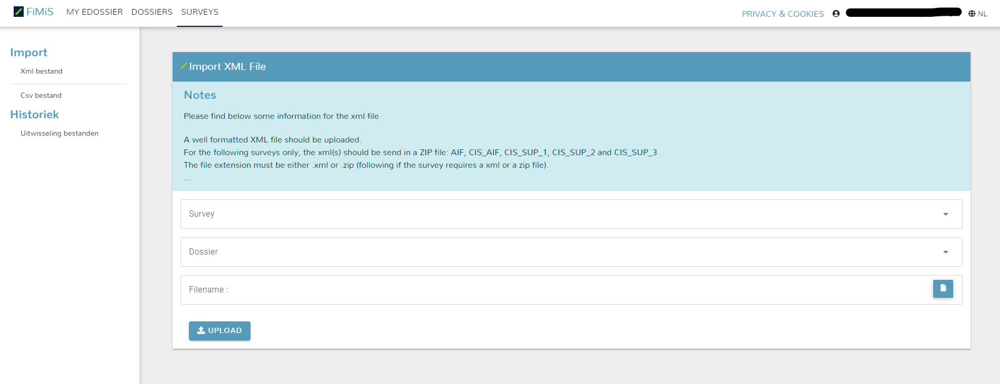 FiMiS MY EDOSSIER DOSSIERS SURVEYS PRIVACY & COOKIES NL
Import
Xml bestand
Csv bestand
Historiek
Uitwisseling bestanden
Import XML File
Notes
Please find below some information for the xml file
A well formatted XML file should be uploaded.
For the following surveys only, the xml(s) should be send in a ZIP file: AIF, CIS_AIF, CIS_SUP_1, CIS_SUP_2 and CIS_SUP_3
The file extension must be either .xml or .zip (following if the survey requires a xml or a zip file).
...
Survey
Dossier
Filename :
UPLOAD